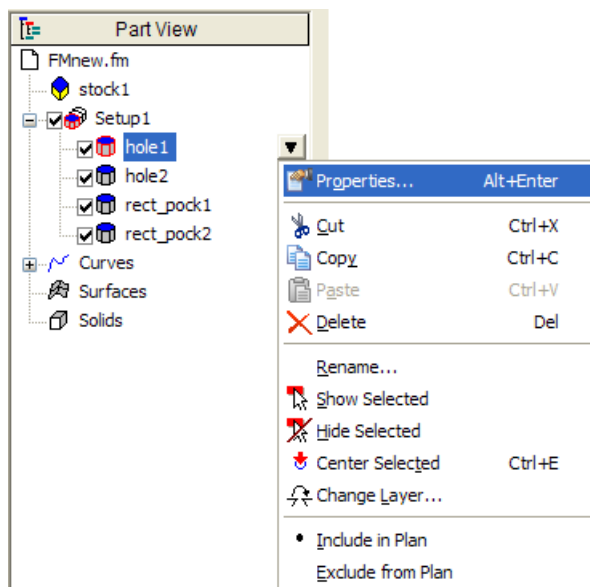 Part View
FMnew.fm
stock1
Setup1
hole1
hole2
rect_pock1
rect_pock2
Curves
Surfaces
Solids
Properties... Alt+Enter
Cut Ctrl+X
Copy Ctrl+C
Paste Ctrl+V
Delete Del
Rename...
Show Selected
Hide Selected
Center Selected Ctrl+E
Change Layer...
Include in Plan
Exclude from Plan